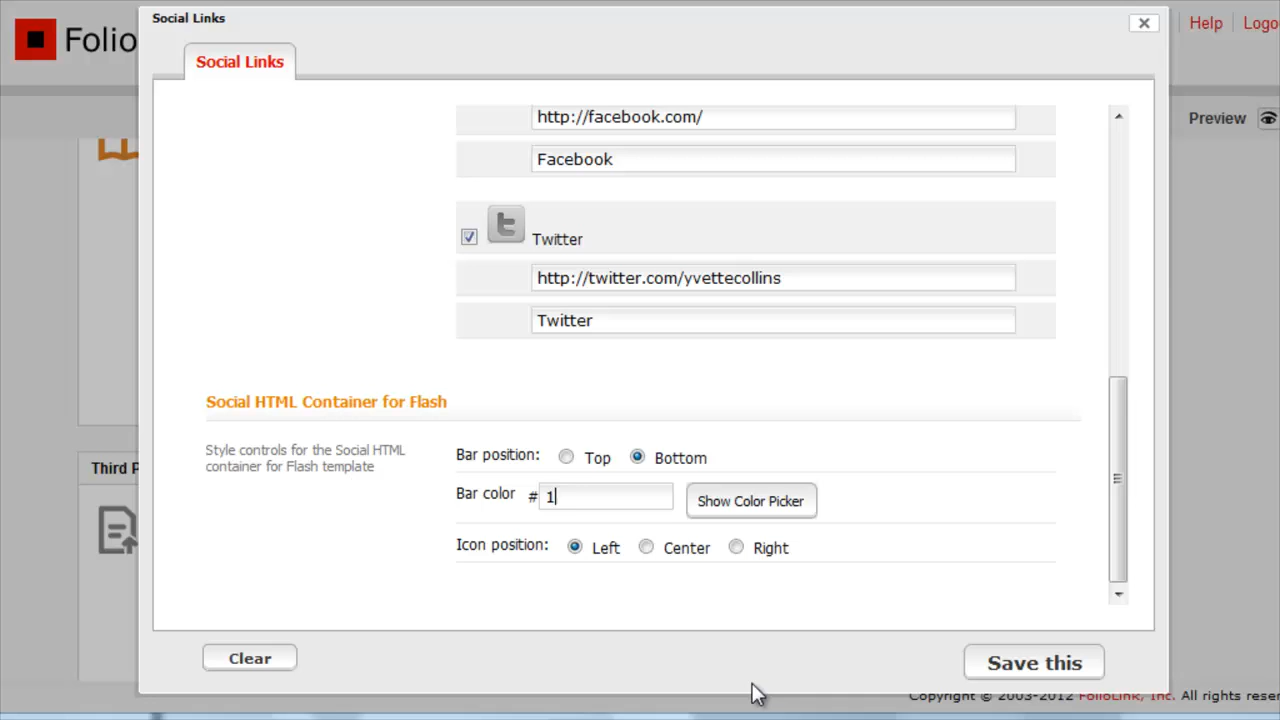 Social Links
Folio
Help
Logo
Social Links
Preview
http://facebook.com/
Facebook
Twitter
http://twitter.com/yvettecollins
Twitter
Social HTML Container for Flash
Style controls for the Social HTML
container for Flash template
Bar position: Top Bottom
Bar color # 1 Show Color Picker
Icon position: Left Center Right
Third P
Clear
Save this
Copyright © 2003-2012 FolioLink, Inc. All rights reser